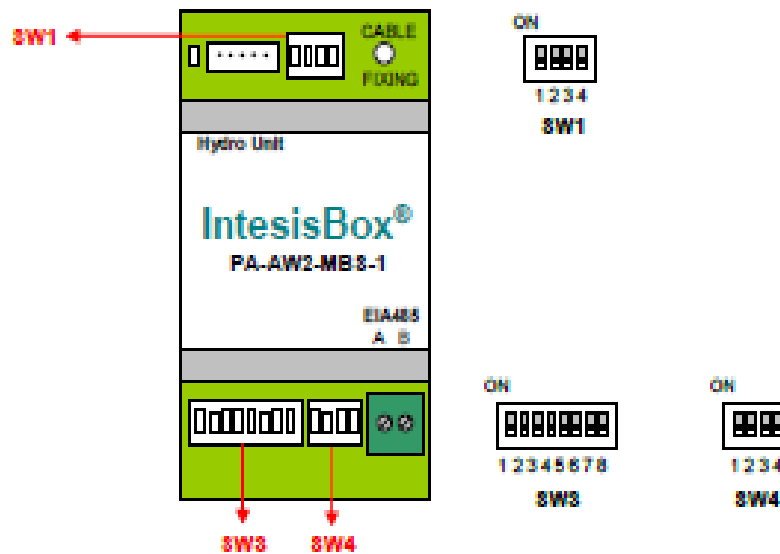 SW1
CABLE
FIXING
ON
1234
SW1
Hydro Unit
IntesisBox®
PA-AW2-MBS-1
EIA485
A B
ON
12345678
SW3
ON
1234
SW4
SW3
SW4